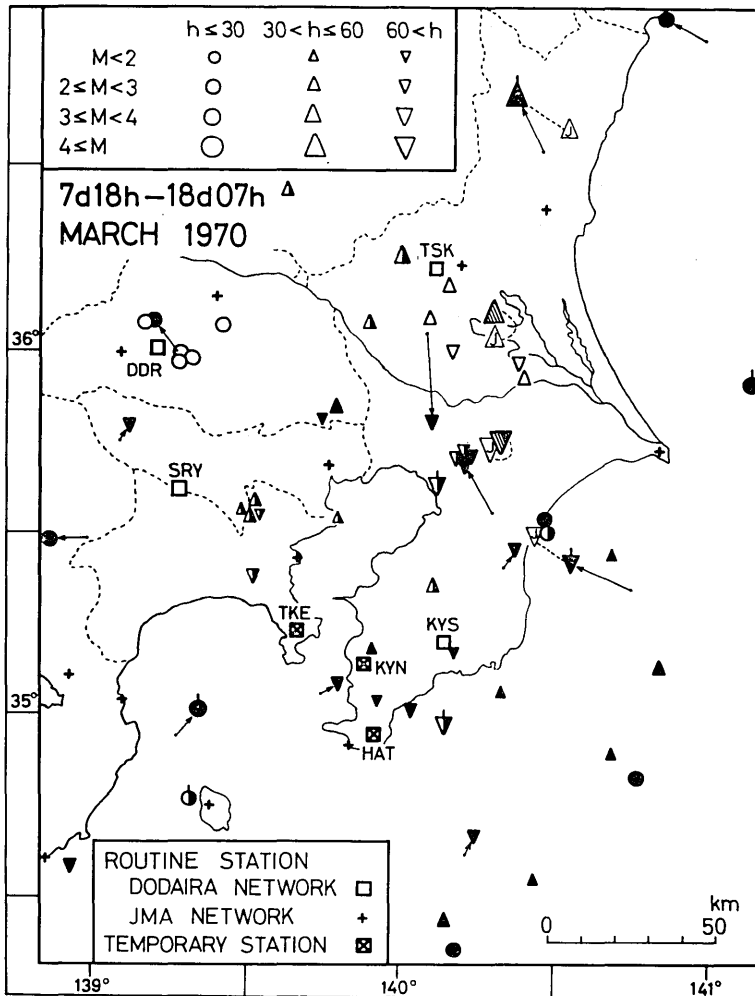 h ≤ 30 30 < h ≤ 60 60 < h
M < 2
2 ≤ M < 3
3 ≤ M < 4
4 ≤ M
7d18h – 18d07h
MARCH 1970
TSK
J
J
36°
DDR
J
SRY
J
TKE
KYS
KYN
35°
HAT
ROUTINE STATION
DODAIRA NETWORK
JMA NETWORK
TEMPORARY STATION
km
0 50
139° 140° 141°